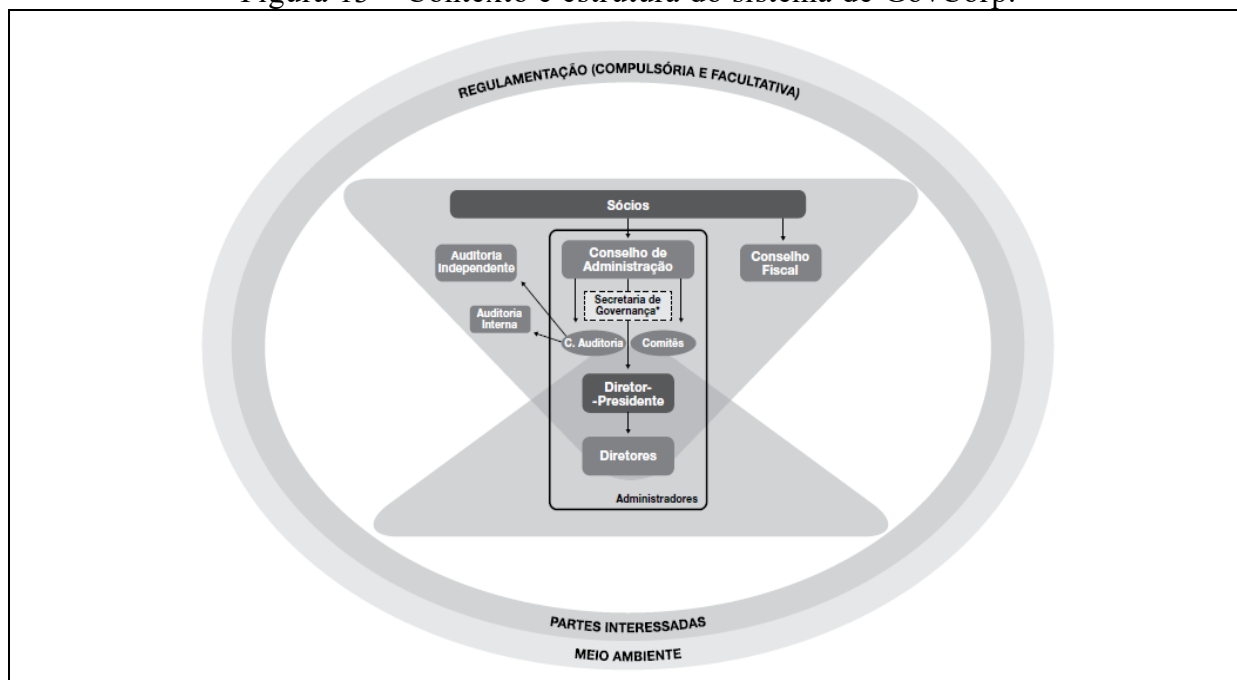 Figura 13 – Contexto e estrutura do sistema de GovCorp.
REGULAMENTAÇÃO (COMPULSÓRIA E FACULTATIVA)
Sócios
Auditoria
Independente
Conselho de
Administração
Conselho
Fiscal
Secretaria de
Governança*
Auditoria
Interna
C. Auditoria
Comitês
Diretor-
-Presidente
Diretores
Administradores
PARTES INTERESSADAS
MEIO AMBIENTE